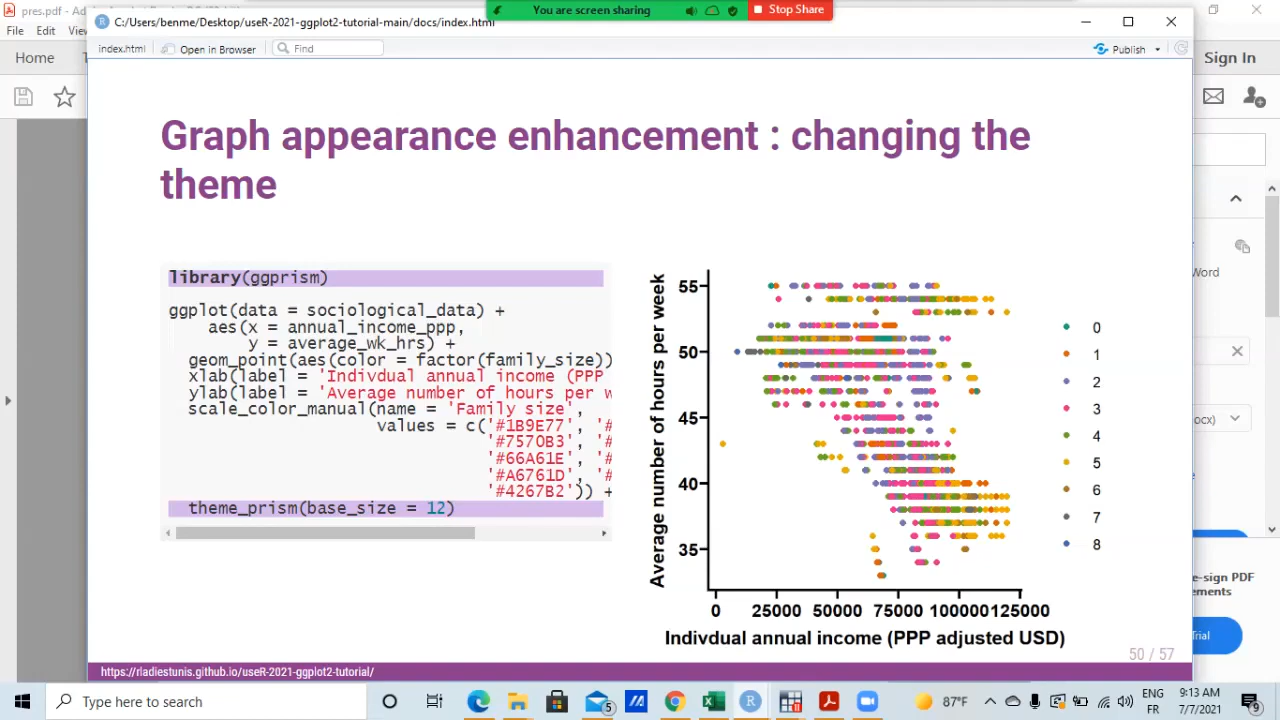 pres.pdf - Ad
C:/Users/benme/Desktop/useR-2021-ggplot2-tutorial-main/docs/index.html
You are screen sharing
Stop Share
File Edit
index.html
Open in Browser
Find
Publish
Home
Sign In
Graph appearance enhancement : changing the
theme
library(ggprism)
ggplot(data = sociological_data) +
aes(x = annual_income_ppp,
y = average_wk_hrs) +
geom_point(aes(color = factor(family_size))
xlab(label = 'Indivdual annual income (PPP
ylab(label = 'Average number of hours per w
scale_color_manual(name = 'Family size',
values = c('#1B9E77', '#
'#7570B3', '#
'#66A61E', '#
'#A6761D', '#
'#4267B2')) +
theme_prism(base_size = 12)
Average number of hours per week
55
50
45
40
35
0 25000 50000 75000 100000 125000
Indivdual annual income (PPP adjusted USD)
0
1
2
3
4
5
6
7
8
Word
ocx)
e-sign PDF
ements
rial
50 / 57
https://rladiestunis.github.io/useR-2021-ggplot2-tutorial/
Type here to search
5
87°F
ENG
FR
9:13 AM
7/7/2021
9